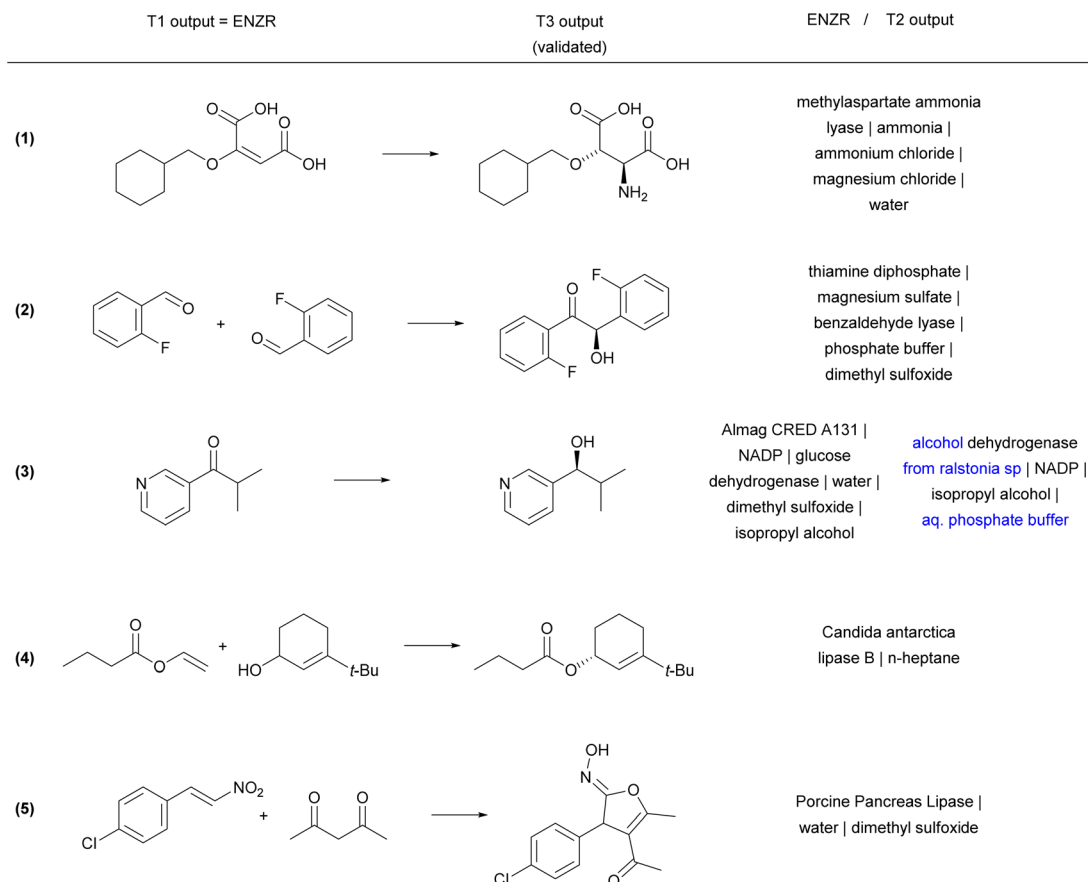 T1 output = ENZR
T3 output
(validated)
ENZR / T2 output
(1)
O
OH
O
OH
O
O
OH
O
OH
O
NH2
methylaspartate ammonia
lyase | ammonia |
ammonium chloride |
magnesium chloride |
water
(2)
O
F
+
F
O
O
F
OH
F
thiamine diphosphate |
magnesium sulfate |
benzaldehyde lyase |
phosphate buffer |
dimethyl sulfoxide
(3)
O
N
OH
N
Almag CRED A131 |
NADP | glucose
dehydrogenase | water |
dimethyl sulfoxide |
isopropyl alcohol
alcohol dehydrogenase
from ralstonia sp | NADP |
isopropyl alcohol |
aq. phosphate buffer
(4)
O
O
+
HO
t-Bu
O
O
t-Bu
Candida antarctica
lipase B | n-heptane
(5)
NO2
Cl
+
O O
OH
N
O
O
Cl
Porcine Pancreas Lipase |
water | dimethyl sulfoxide